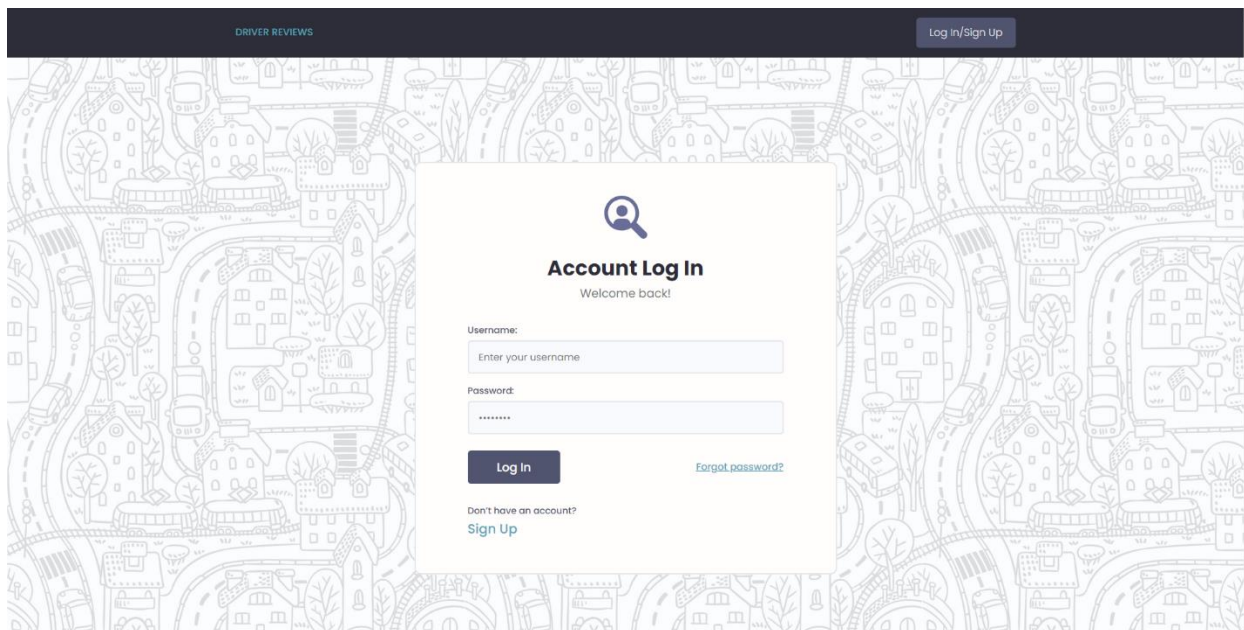 DRIVER REVIEWS
Log In/Sign Up
Account Log In
Welcome back!
Username:
Enter your username
Password:
••••••••
Log In
Forgot password?
Don't have an account?
Sign Up